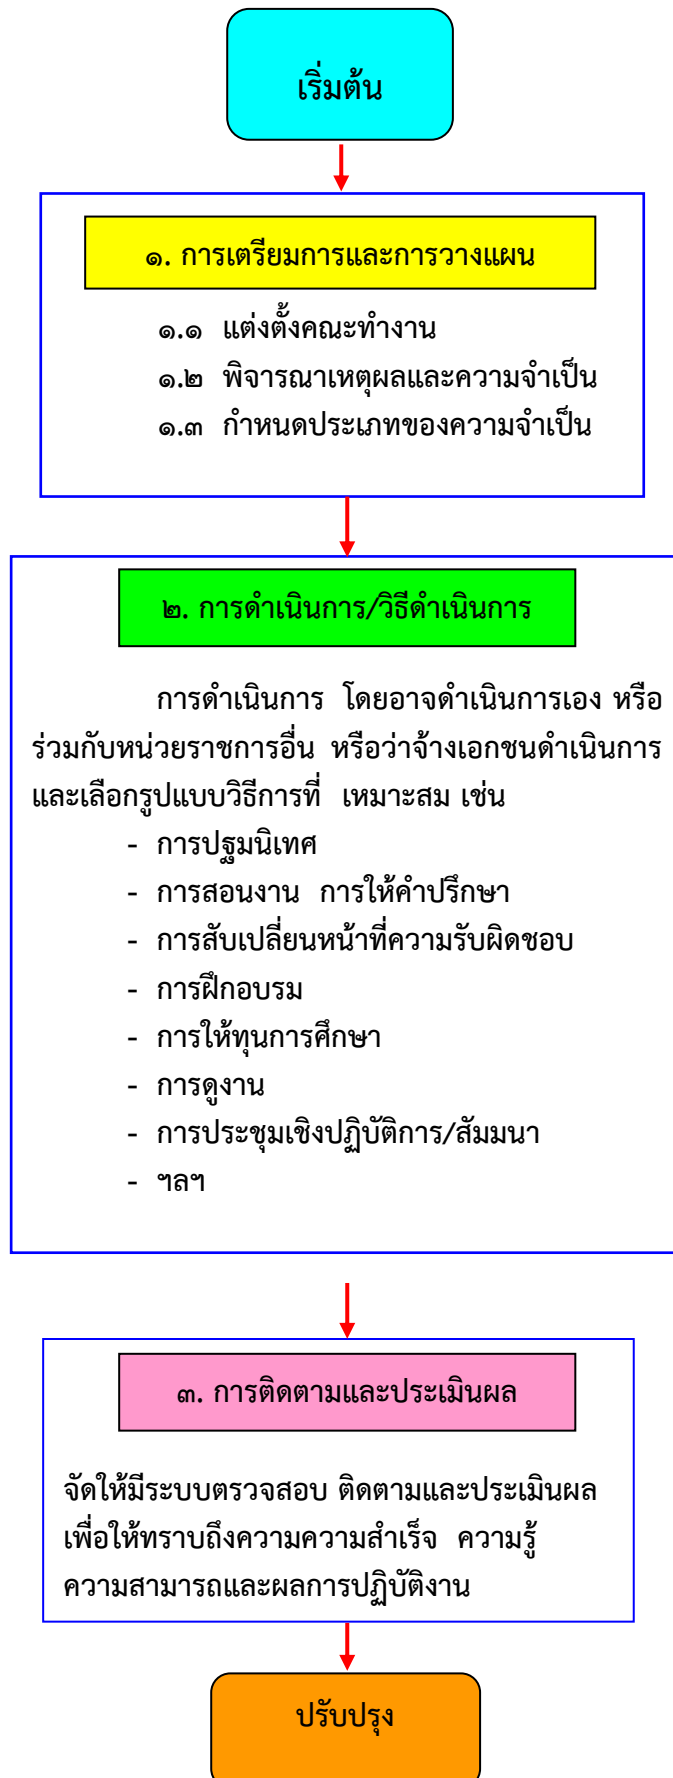 เริ่มต้น
๑. การเตรียมการและการวางแผน
๑.๑ แต่งตั้งคณะทำงาน
๑.๒ พิจารณาเหตุผลและความจำเป็น
๑.๓ กำหนดประเภทของความจำเป็น
๒. การดำเนินการ/วิธีดำเนินการ
การดำเนินการ โดยอาจดำเนินการเอง หรือ
ร่วมกับหน่วยราชการอื่น หรือว่าจ้างเอกชนดำเนินการ
และเลือกรูปแบบวิธีการที่ เหมาะสม เช่น
- การปฐมนิเทศ
- การสอนงาน การให้คำปรึกษา
- การสับเปลี่ยนหน้าที่ความรับผิดชอบ
- การฝึกอบรม
- การให้ทุนการศึกษา
- การดูงาน
- การประชุมเชิงปฏิบัติการ/สัมมนา
- ฯลฯ
๓. การติดตามและประเมินผล
จัดให้มีระบบตรวจสอบ ติดตามและประเมินผล
เพื่อให้ทราบถึงความความสำเร็จ ความรู้
ความสามารถและผลการปฏิบัติงาน
ปรับปรุง